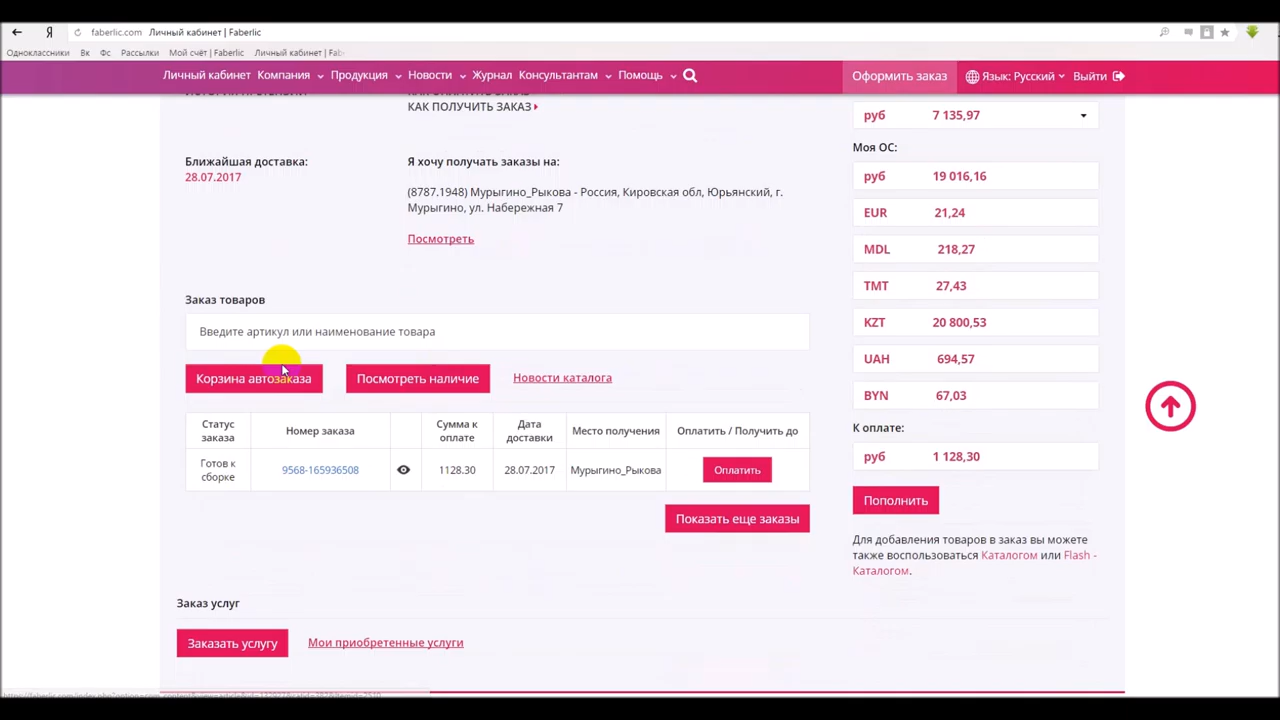 faberlic.com Личный кабинет | Faberlic
Одноклассники Вк Фс Рассылки Мой счёт | Faberlic Личный кабинет | Fab
Личный кабинет Компания Продукция Новости Журнал Консультантам Помощь Оформить заказ Язык: Русский Выйти
КАК ПОЛУЧИТЬ ЗАКАЗ
руб 7 135,97
Ближайшая доставка:
28.07.2017
Я хочу получать заказы на:
(8787.1948) Мурыгино_Рыкова - Россия, Кировская обл, Юрьянский, г.
Мурыгино, ул. Набережная 7
Посмотреть
Моя ОС:
руб 19 016,16
EUR 21,24
MDL 218,27
TMT 27,43
KZT 20 800,53
UAH 694,57
BYN 67,03
К оплате:
руб 1 128,30
Пополнить
Для добавления товаров в заказ вы можете
также воспользоваться Каталогом или Flash -
Каталогом.
Заказ товаров
Введите артикул или наименование товара
Корзина автозаказа Посмотреть наличие Новости каталога
Статус заказа Номер заказа Сумма к оплате Дата доставки Место получения Оплатить / Получить до
Готов к сборке 9568-165936508 1128.30 28.07.2017 Мурыгино_Рыкова Оплатить
Показать еще заказы
Заказ услуг
Заказать услугу Мои приобретенные услуги